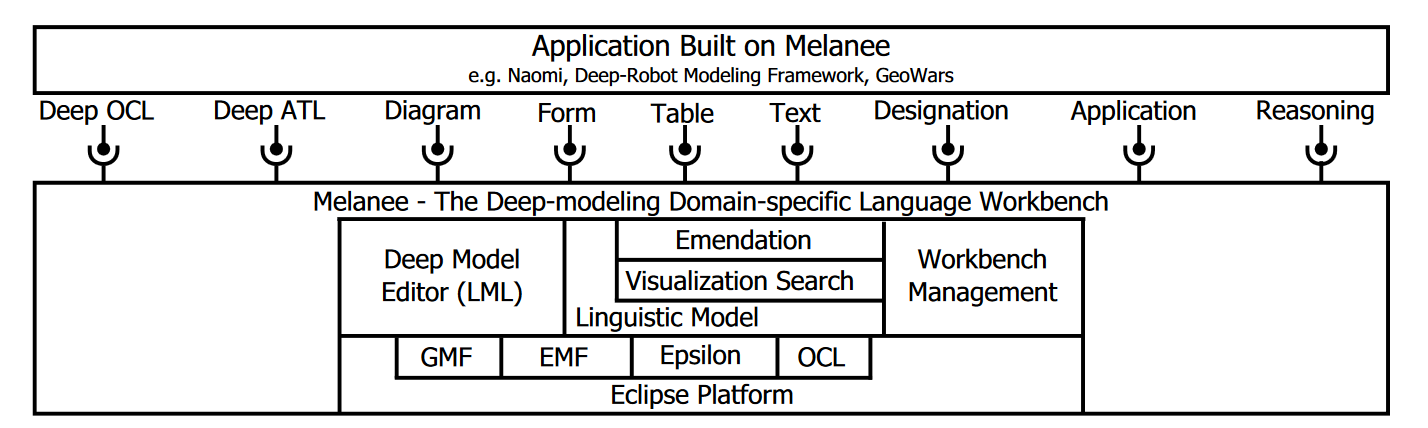 Application Built on Melanee
e.g. Naomi, Deep-Robot Modeling Framework, GeoWars
Deep OCL Deep ATL Diagram Form Table Text Designation Application Reasoning
Melanee - The Deep-modeling Domain-specific Language Workbench
Deep Model
Editor (LML)
Emendation
Visualization Search
Linguistic Model
Workbench
Management
GMF EMF Epsilon OCL
Eclipse Platform